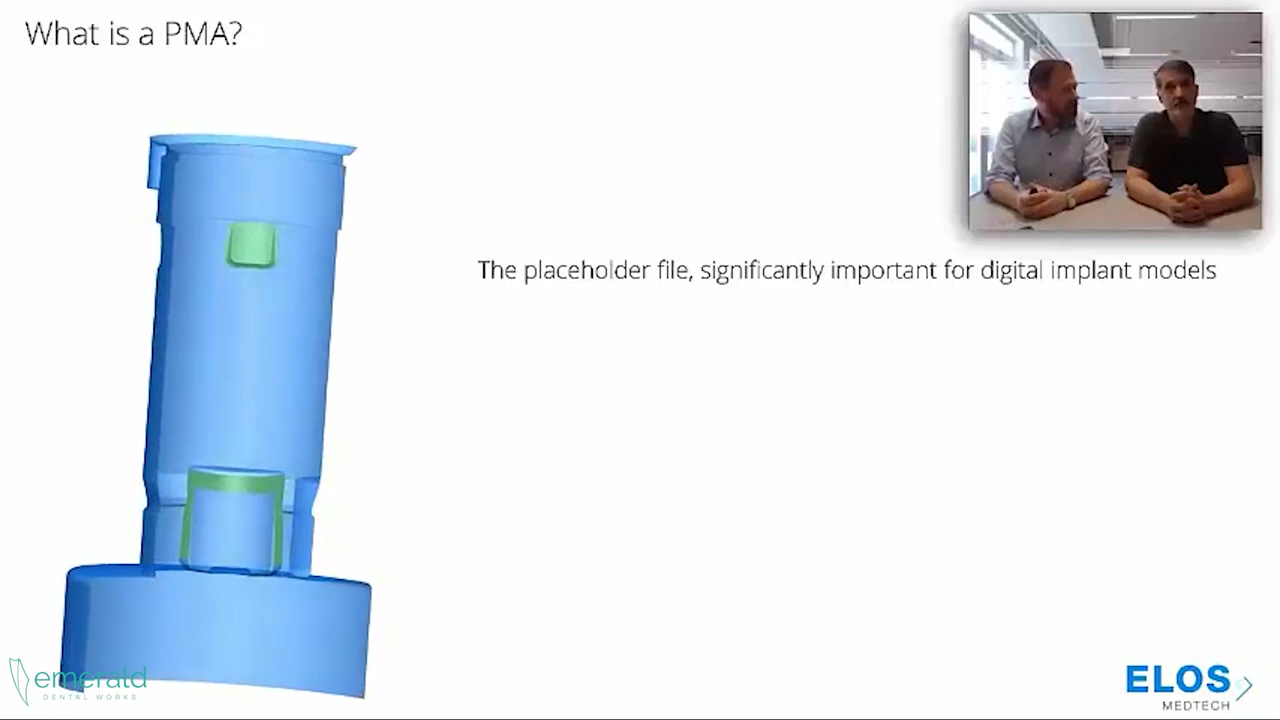 What is a PMA?
The placeholder file, significantly important for digital implant models
emerald
DENTAL WORKS
ELOS
MEDTECH